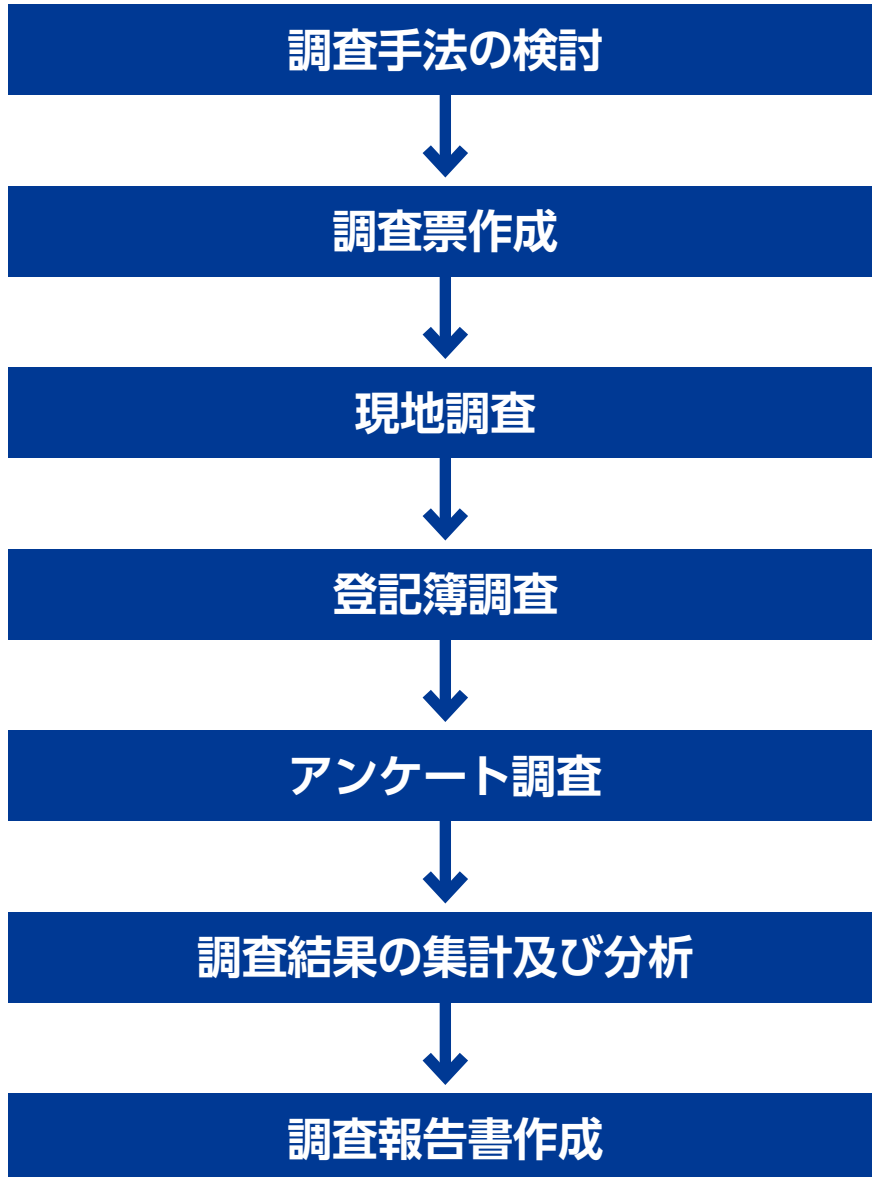 調査手法の検討
調査票作成
現地調査
登記簿調査
アンケート調査
調査結果の集計及び分析
調査報告書作成